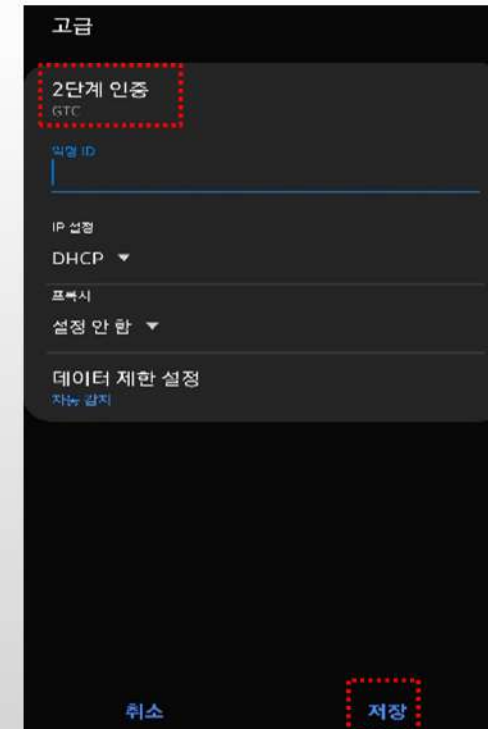 고급
2단계 인증
GTC
익명 ID
IP 설정
DHCP
프록시
설정 안 함
데이터 제한 설정
자동 감지
취소
저장